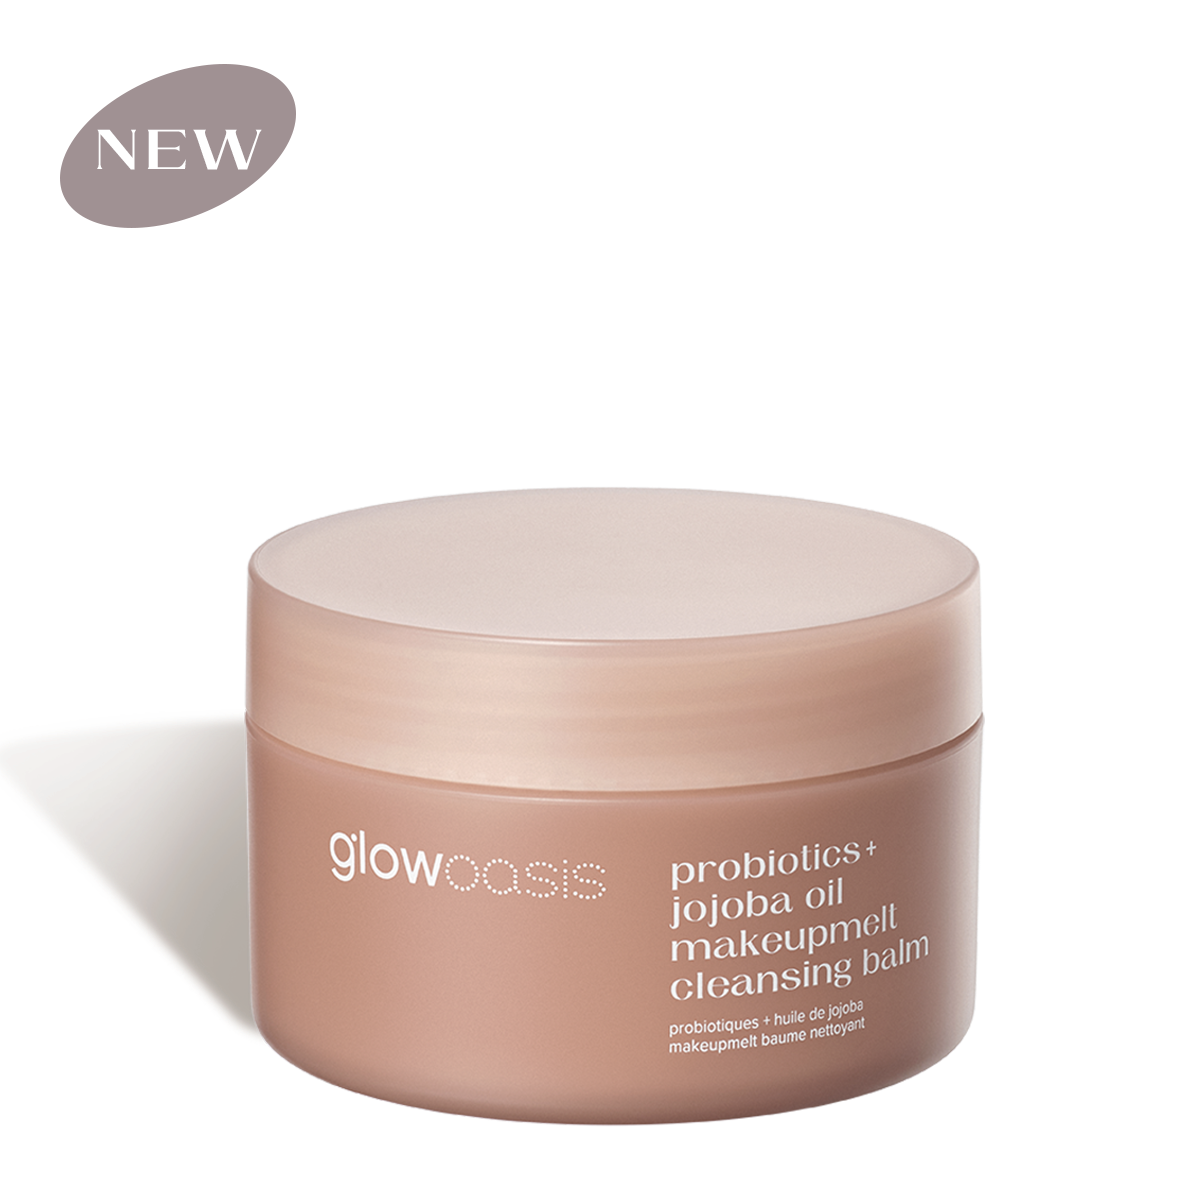 NEW
glowoasis
probiotics+
jojoba oil
makeupmelt
cleansing balm
probiotiques + huile de jojoba
makeupmelt baume nettoyant